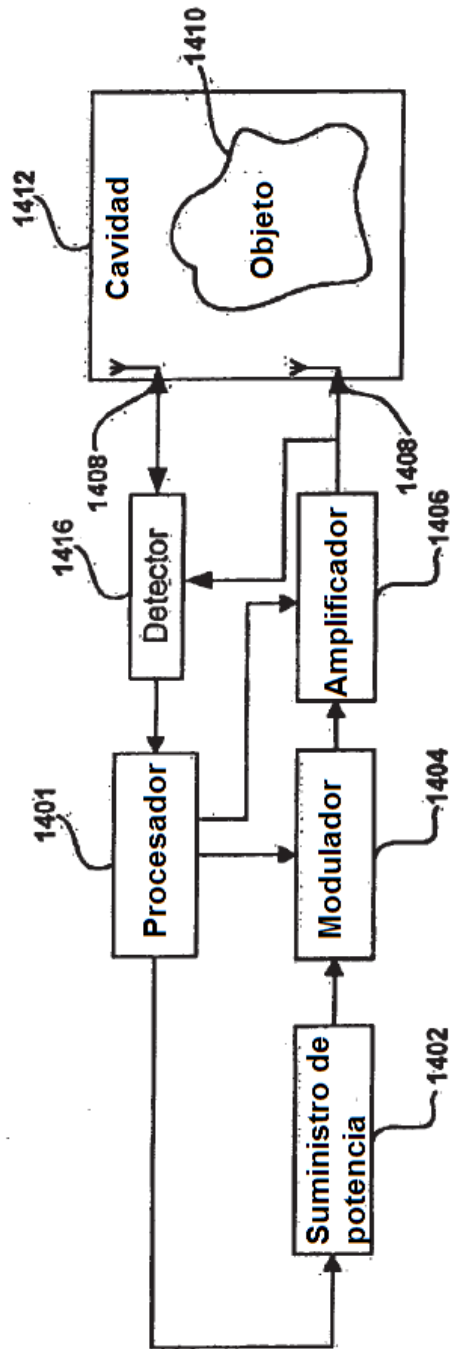 1412
Cavidad
1410
Objeto
1408
1408
1416
Detector
1406
Amplificador
1401
Procesador
1404
Modulador
1402
Suministro de
potencia